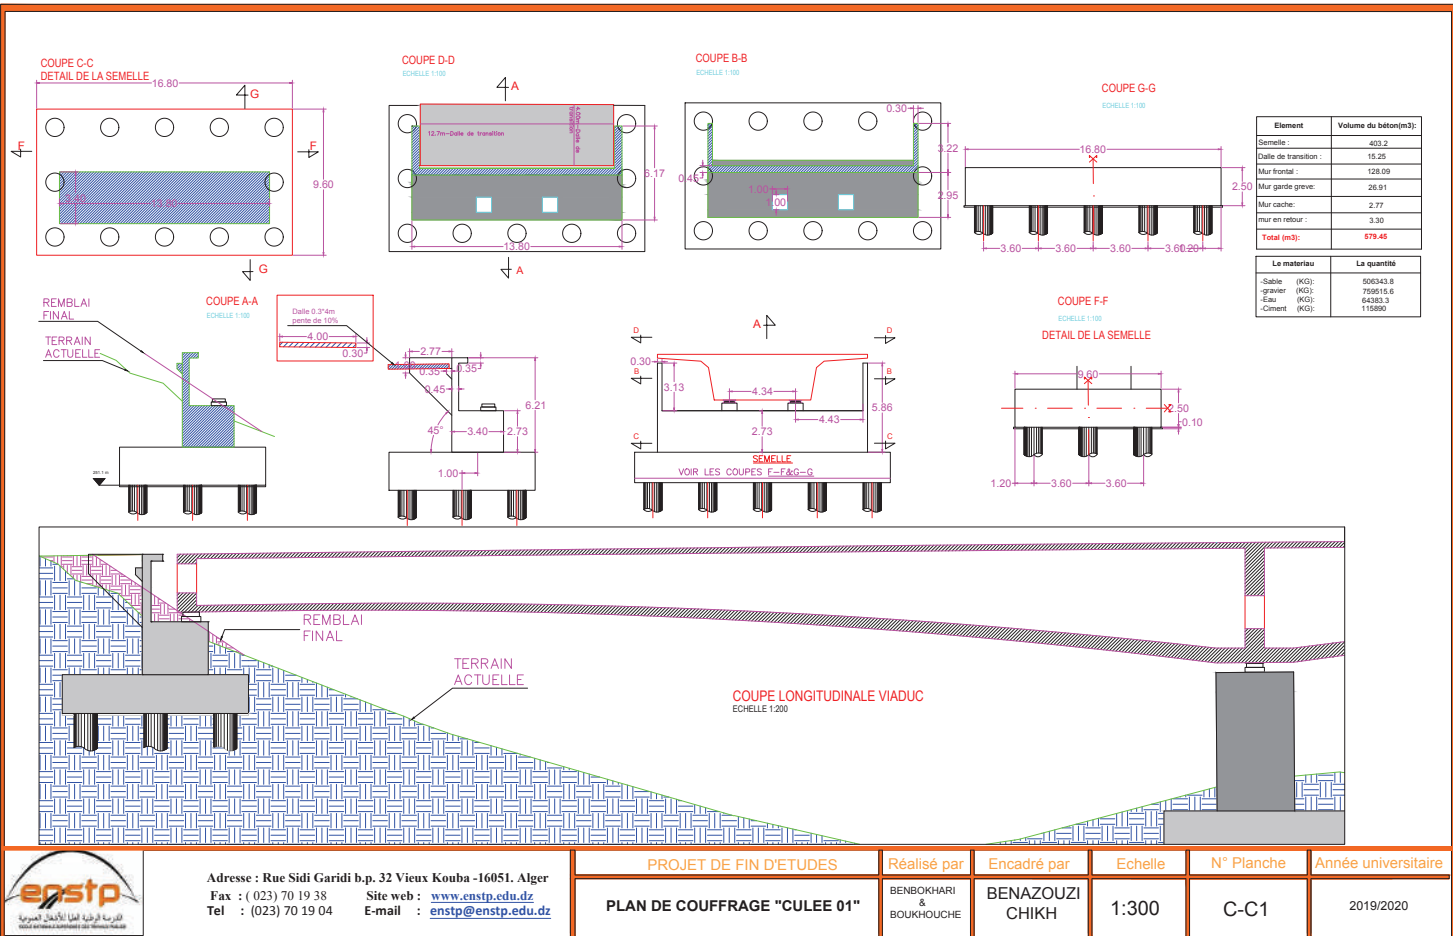 COUPE C-C
DETAIL DE LA SEMELLE
16.80
G
F
F
9.60
2.40
13.80
G
COUPE D-D
ECHELLE 1:100
A
12.7m-Dalle de transition
6.17
13.80
A
COUPE B-B
ECHELLE 1:100
0.30
3.22
0.45
1.00
1.00
2.95
COUPE G-G
ECHELLE 1:100
16.80
2.50
3.60
3.60
3.60
3.60
1.20
Element Volume du béton(m3):
Semelle : 403.2
Dalle de transition : 15.25
Mur frontal : 128.09
Mur garde greve: 26.91
Mur cache: 2.77
mur en retour : 3.30
Total (m3): 579.45
Le materiau La quantité
-Sable (KG): 506343.8
-gravier (KG): 759515.6
-Eau (KG): 64383.3
-Ciment (KG): 115890
REMBLAI
FINAL
TERRAIN
ACTUELLE
COUPE A-A
ECHELLE 1:100
Dalle 0.3*4m
pente de 10%
4.00
0.30
2.77
0.35
0.35
0.45
6.21
45°
3.40
2.73
1.00
A
D
D
0.30
B
B
3.13
4.34
5.86
4.43
2.73
C
C
SEMELLE
VOIR LES COUPES F-F&G-G
COUPE F-F
ECHELLE 1:100
DETAIL DE LA SEMELLE
9.60
2.50
0.10
1.20
3.60
3.60
REMBLAI
FINAL
TERRAIN
ACTUELLE
COUPE LONGITUDINALE VIADUC
ECHELLE 1:200
enstp
Adresse : Rue Sidi Garidi b.p. 32 Vieux Kouba -16051. Alger
Fax : ( 023) 70 19 38 Site web : www.enstp.edu.dz
Tel : (023) 70 19 04 E-mail : enstp@enstp.edu.dz
PROJET DE FIN D'ETUDES
PLAN DE COUFFRAGE "CULEE 01"
Réalisé par
BENBOKHARI
&
BOUKHOUCHE
Encadré par
BENAZOUZI
CHIKH
Echelle
1:300
N° Planche
C-C1
Année universitaire
2019/2020